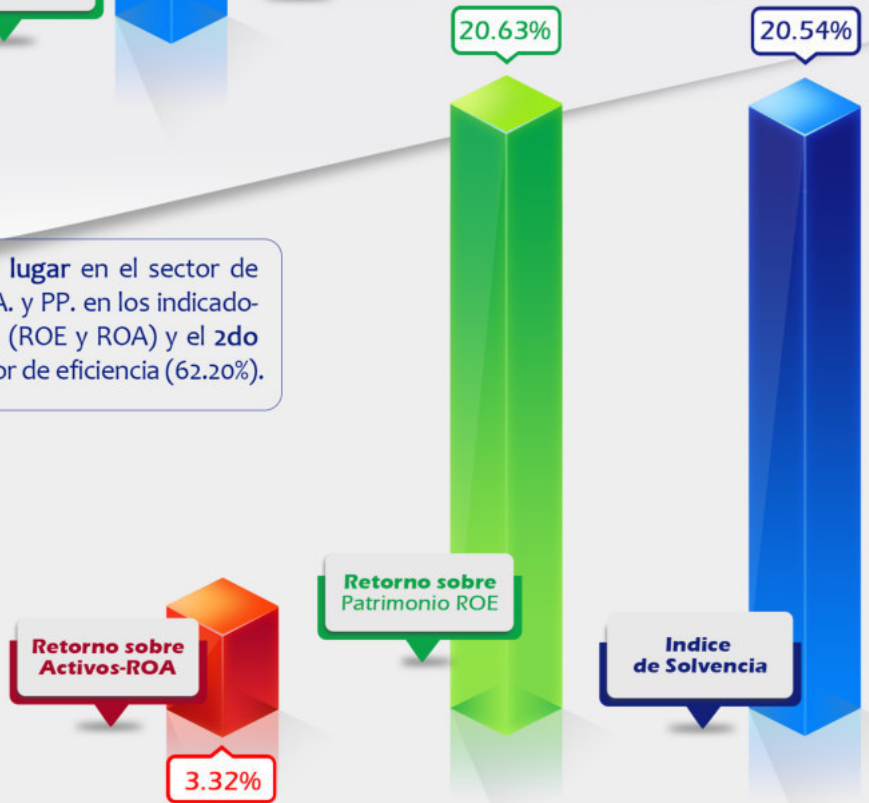 20.63%
20.54%
lugar en el sector de
A. y PP. en los indicado-
(ROE y ROA) y el 2do
or de eficiencia (62.20%).
Retorno sobre
Patrimonio ROE
Retorno sobre
Activos-ROA
Indice
de Solvencia
3.32%